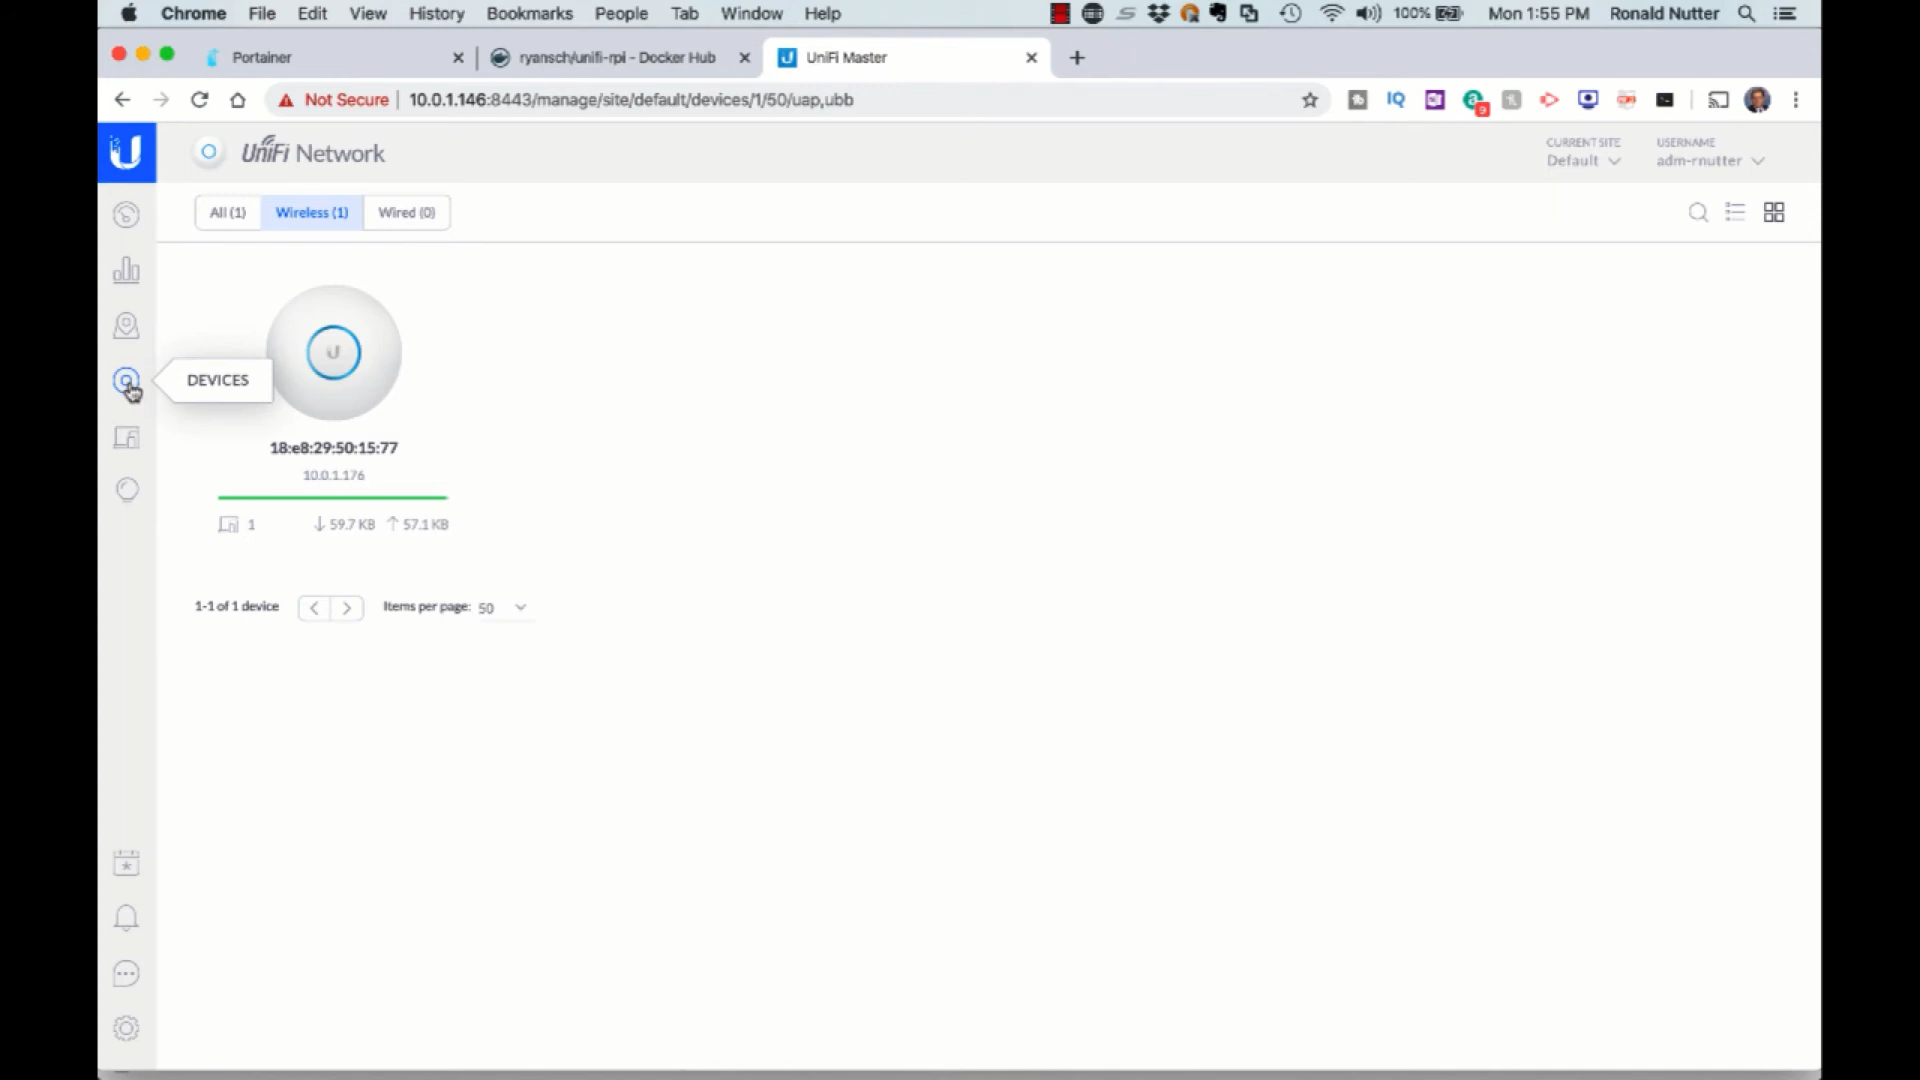 Chrome File Edit View History Bookmarks People Tab Window Help 100% Mon 1:55 PM Ronald Nutter
Portainer ryansch/unifi-rpi - Docker Hub UniFi Master
Not Secure 10.0.1.146:8443/manage/site/default/devices/1/50/uap,ubb IQ 9
UniFi Network
CURRENT SITE USERNAME
Default adm-rnutter
All (1) Wireless (1) Wired (0)
DEVICES
18:e8:29:50:15:77
10.0.1.176
1 59.7 KB 57.1 KB
1-1 of 1 device Items per page: 50